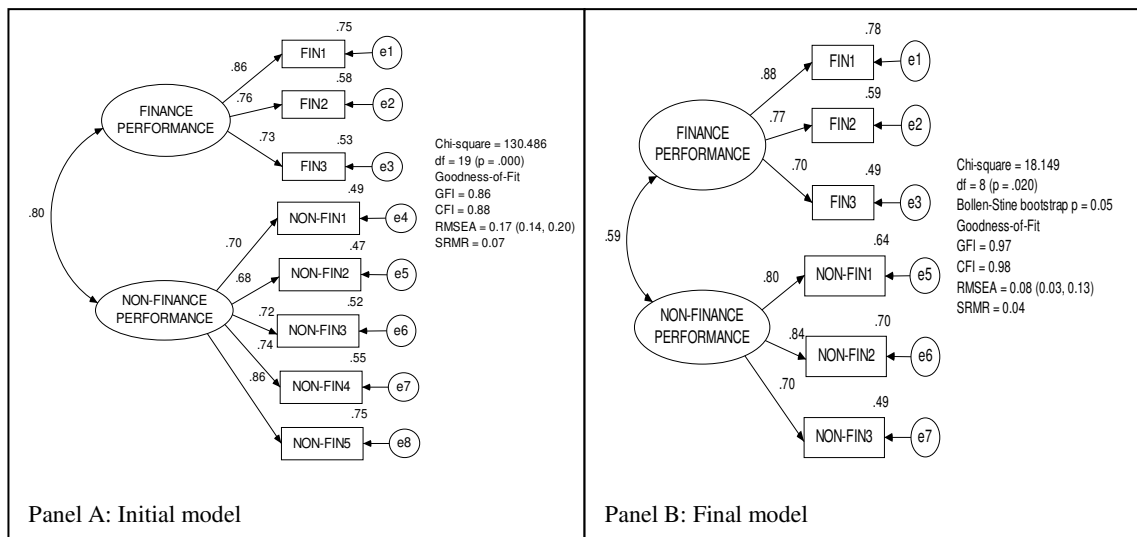 .75
.86
FIN1
e1
.58
.76
FIN2
e2
FINANCE
PERFORMANCE
.73
.53
FIN3
e3
.49
.80
.70
NON-FIN1
e4
.47
.68
NON-FIN2
e5
NON-FINANCE
PERFORMANCE
.72
.52
NON-FIN3
e6
.74
.55
.86
NON-FIN4
e7
.75
NON-FIN5
e8
Chi-square = 130.486
df = 19 (p = .000)
Goodness-of-Fit
GFI = 0.86
CFI = 0.88
RMSEA = 0.17 (0.14, 0.20)
SRMR = 0.07
Panel A: Initial model
.78
.88
FIN1
e1
.59
.77
FIN2
e2
FINANCE
PERFORMANCE
.70
.49
FIN3
e3
.59
.64
.80
NON-FIN1
e5
NON-FINANCE
PERFORMANCE
.70
.84
NON-FIN2
e6
.70
.49
NON-FIN3
e7
Chi-square = 18.149
df = 8 (p = .020)
Bollen-Stine bootstrap p = 0.05
Goodness-of-Fit
GFI = 0.97
CFI = 0.98
RMSEA = 0.08 (0.03, 0.13)
SRMR = 0.04
Panel B: Final model